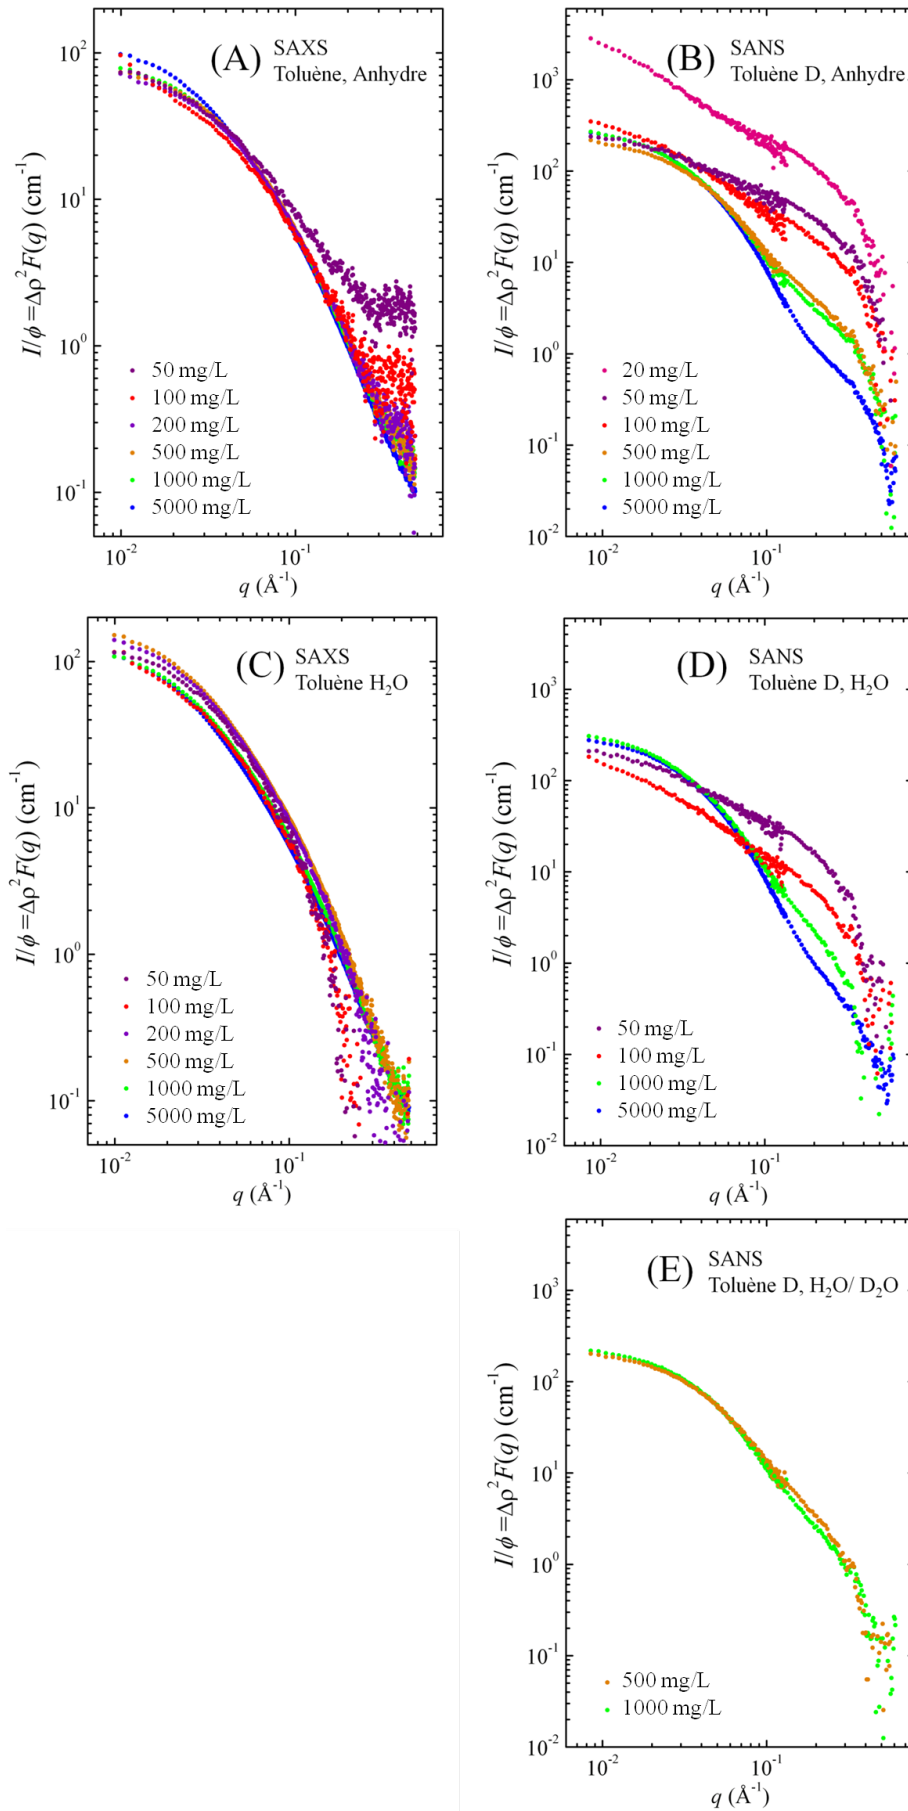 (A)
SAXS
Toluène, Anhydre
I/ϕ =Δρ²F(q) (cm⁻¹)
10²
10¹
10⁰
10⁻¹
50 mg/L
100 mg/L
200 mg/L
500 mg/L
1000 mg/L
5000 mg/L
10⁻² 10⁻¹
q (Å⁻¹)
(B)
SANS
Toluène D, Anhydre
I/ϕ =Δρ²F(q) (cm⁻¹)
10³
10²
10¹
10⁰
10⁻¹
10⁻²
20 mg/L
50 mg/L
100 mg/L
500 mg/L
1000 mg/L
5000 mg/L
10⁻² 10⁻¹
q (Å⁻¹)
(C)
SAXS
Toluène H₂O
I/ϕ =Δρ²F(q) (cm⁻¹)
10²
10¹
10⁰
10⁻¹
50 mg/L
100 mg/L
200 mg/L
500 mg/L
1000 mg/L
5000 mg/L
10⁻² 10⁻¹
q (Å⁻¹)
(D)
SANS
Toluène D, H₂O
I/ϕ =Δρ²F(q) (cm⁻¹)
10³
10²
10¹
10⁰
10⁻¹
10⁻²
50 mg/L
100 mg/L
1000 mg/L
5000 mg/L
10⁻² 10⁻¹
q (Å⁻¹)
(E)
SANS
Toluène D, H₂O/ D₂O
I/ϕ =Δρ²F(q) (cm⁻¹)
10³
10²
10¹
10⁰
10⁻¹
10⁻²
500 mg/L
1000 mg/L
10⁻² 10⁻¹
q (Å⁻¹)